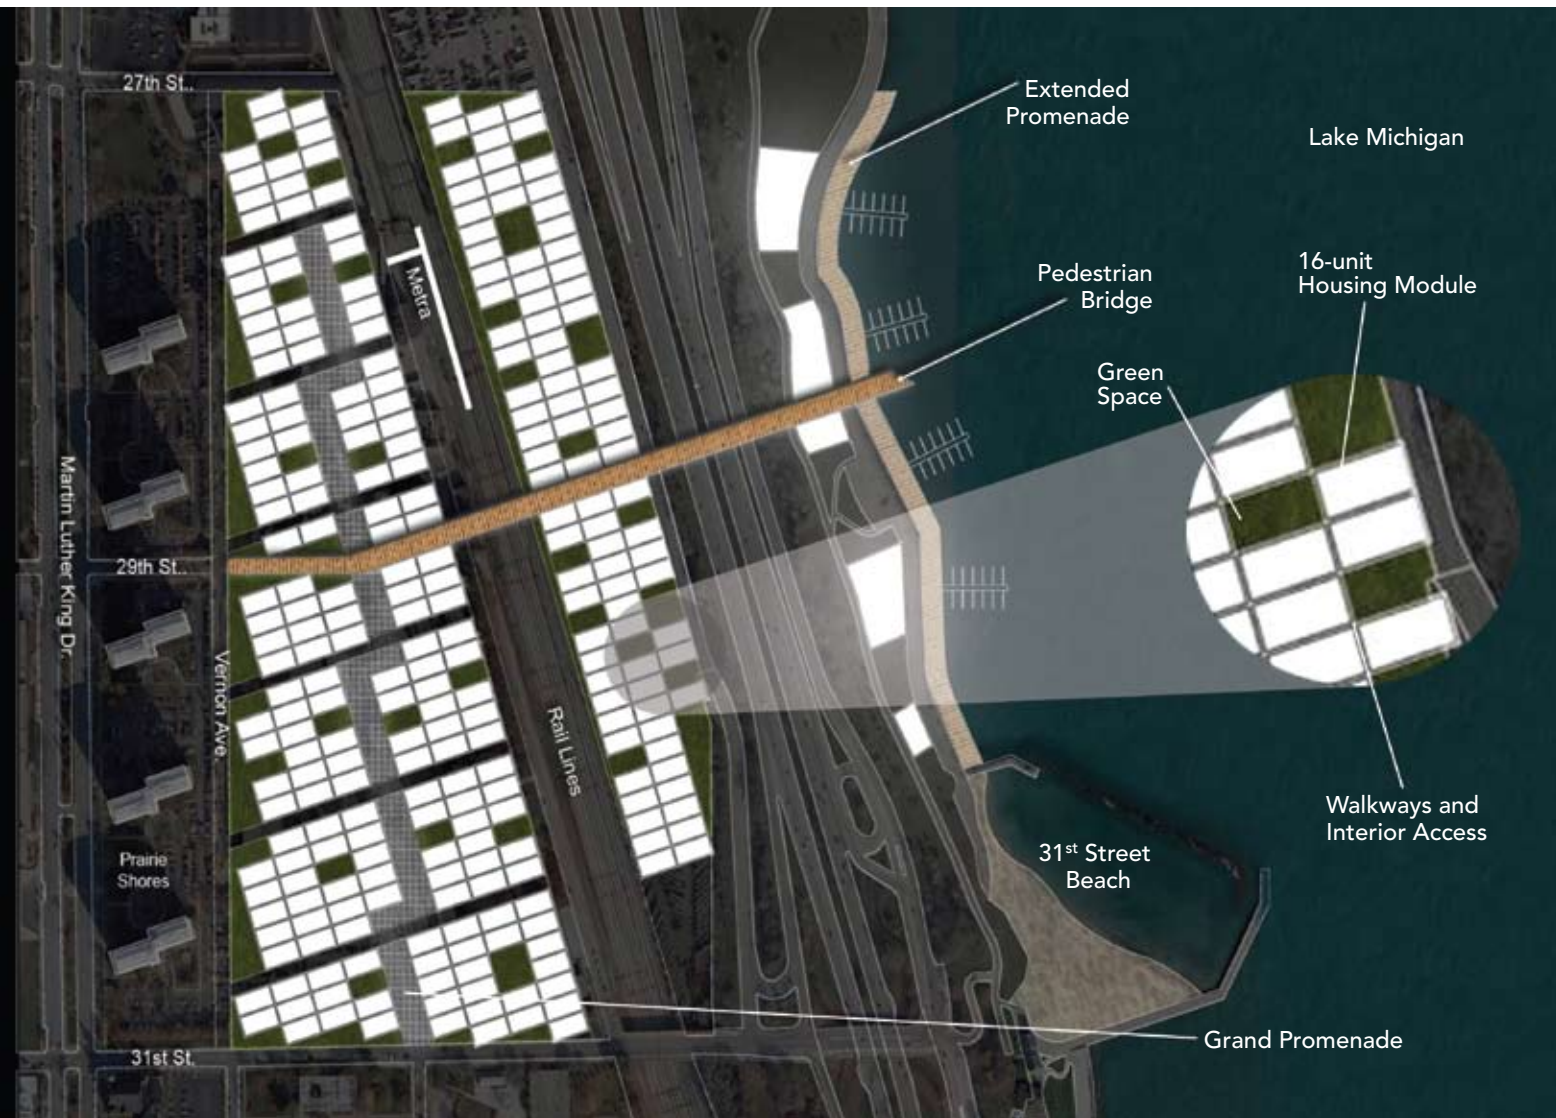 27th St..
Extended
Promenade
Lake Michigan
Pedestrian
Bridge
16-unit
Housing Module
Metra
Green
Space
Martin Luther King Dr.
29th St..
Vernon Ave.
Rail Lines
Prairie
Shores
31st Street
Beach
Walkways and
Interior Access
Grand Promenade
31st St.